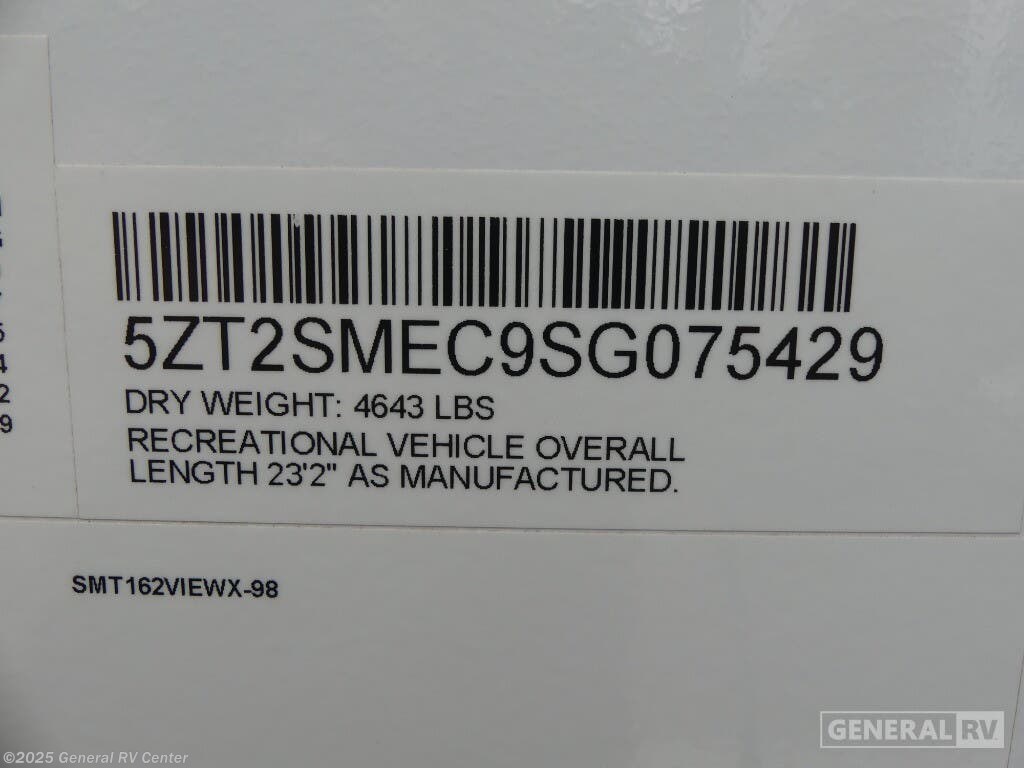 5ZT2SMEC9SG075429
DRY WEIGHT: 4643 LBS
RECREATIONAL VEHICLE OVERALL
LENGTH 23'2" AS MANUFACTURED.
SMT162VIEWX-98
GENERAL RV
©2025 General RV Center